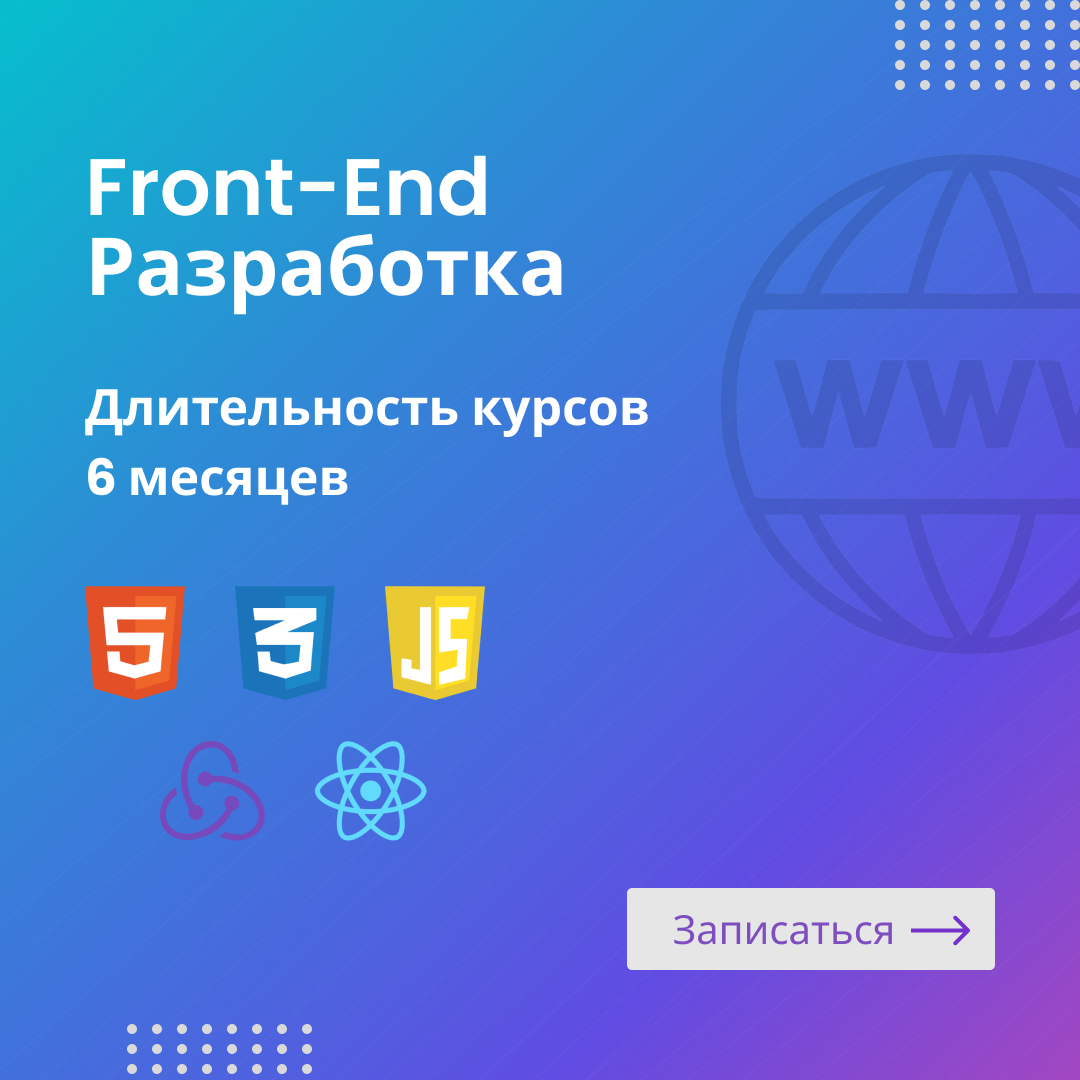 Front-End
Разработка
www
Длительность курсов
6 месяцев
5
3
JS
Записаться